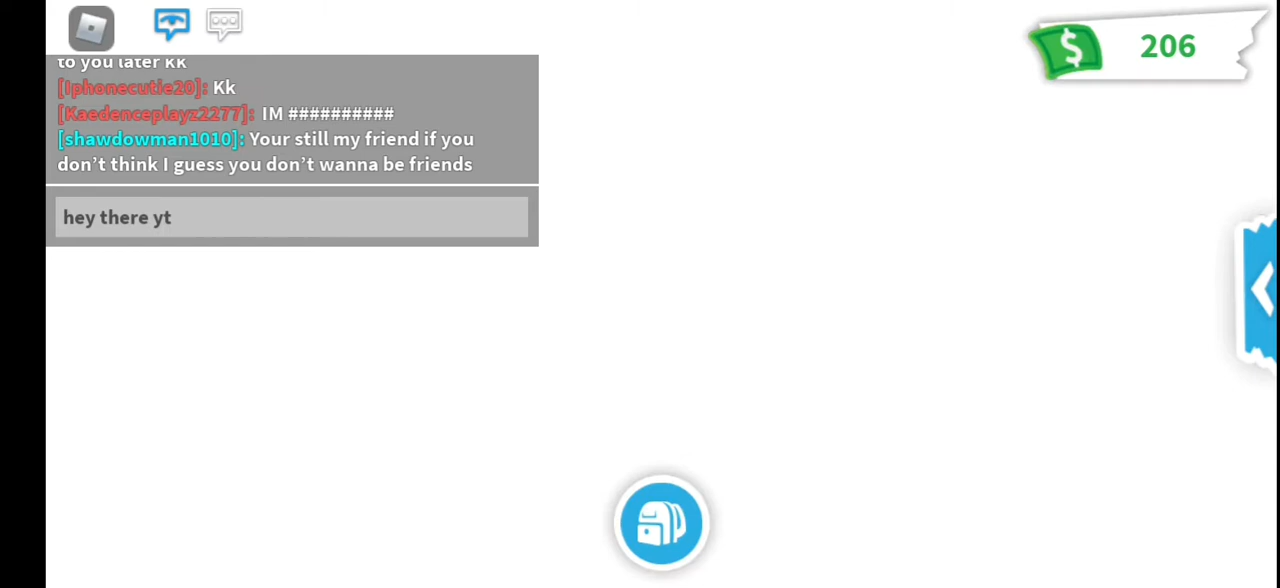 to you later kk
[Iphonecutie20]: Kk
[Kaedenceplayz2277]: IM ##########
[shawdowman1010]: Your still my friend if you
don't think I guess you don't wanna be friends
hey there yt
206